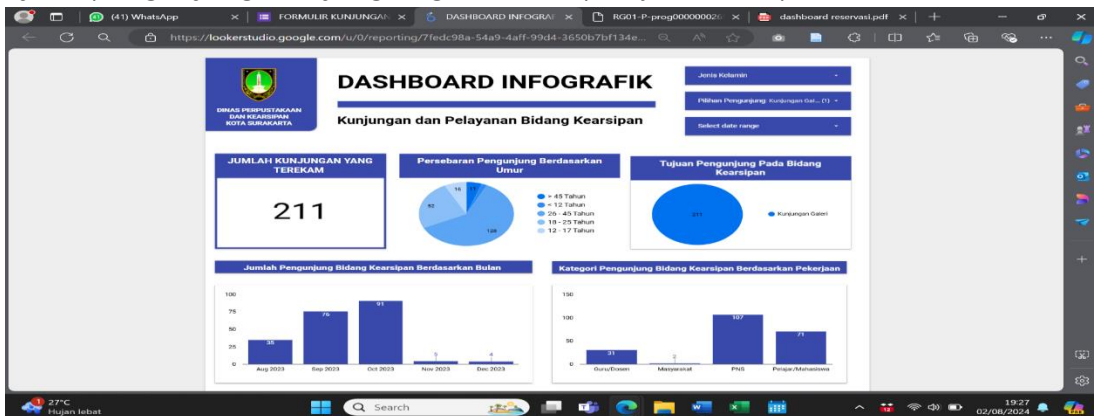 (41) WhatsApp
FORMULIR KUNJUNGAN
DASHBOARD INFOGRAF
RG01-P-prog00000002
dashboard reservasi.pdf
https://lookerstudio.google.com/u/0/reporting/7fedc98a-54a9-4aff-99d4-3650b7bf134e...
DINAS PERPUSTAKAAN
DAN KEARSIPAN
KOTA SURAKARTA
DASHBOARD INFOGRAFIK
Kunjungan dan Pelayanan Bidang Kearsipan
Jenis Kelamin
Pilihan Pengunjung: Kunjungan Gal... (1)
Select date range
JUMLAH KUNJUNGAN YANG
TEREKAM
211
Persebaran Pengunjung Berdasarkan
Umur
16
11
42
> 45 Tahun
< 12 Tahun
26 - 45 Tahun
18 - 25 Tahun
12 - 17 Tahun
Tujuan Pengunjung Pada Bidang
Kearsipan
211
Kunjungan Galeri
Jumlah Pengunjung Bidang Kearsipan Berdasarkan Bulan
100
75
50
25
0
76
91
4
Aug 2023
Sep 2023
Oct 2023
Nov 2023
Dec 2023
Kategori Pengunjung Bidang Kearsipan Berdasarkan Pekerjaan
150
100
50
0
31
107
71
Guru/Dosen
Masyarakat
PNS
Pelajar/Mahasiswa
27°C
Hujan lebat
Search
19:27
02/08/2024